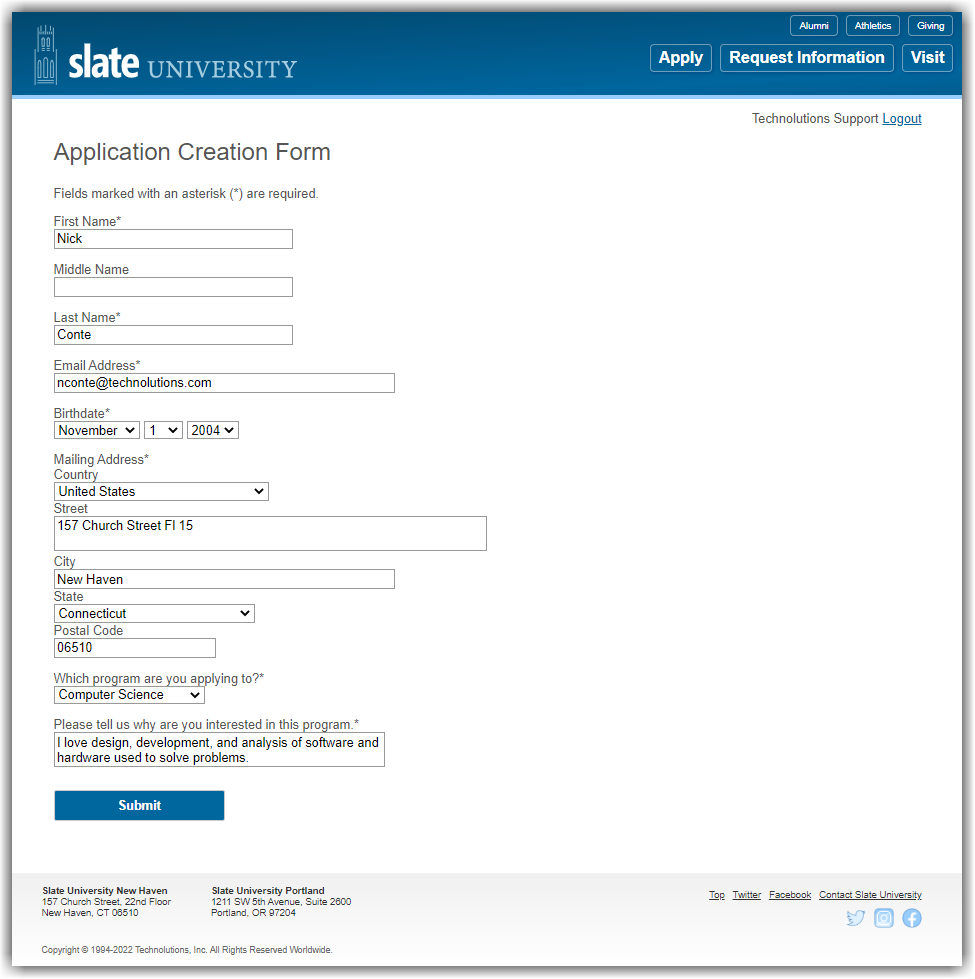 Alumni Athletics Giving
slate UNIVERSITY
Apply Request Information Visit
Technolutions Support Logout
Application Creation Form
Fields marked with an asterisk (*) are required.
First Name*
Nick
Middle Name
Last Name*
Conte
Email Address*
nconte@technolutions.com
Birthdate*
November 1 2004
Mailing Address*
Country
United States
Street
157 Church Street Fl 15
City
New Haven
State
Connecticut
Postal Code
06510
Which program are you applying to?*
Computer Science
Please tell us why are you interested in this program.*
I love design, development, and analysis of software and
hardware used to solve problems.
Submit
Slate University New Haven
157 Church Street, 22nd Floor
New Haven, CT 06510
Slate University Portland
1211 SW 5th Avenue, Suite 2600
Portland, OR 97204
Top Twitter Facebook Contact Slate University
Copyright © 1994-2022 Technolutions, Inc. All Rights Reserved Worldwide.